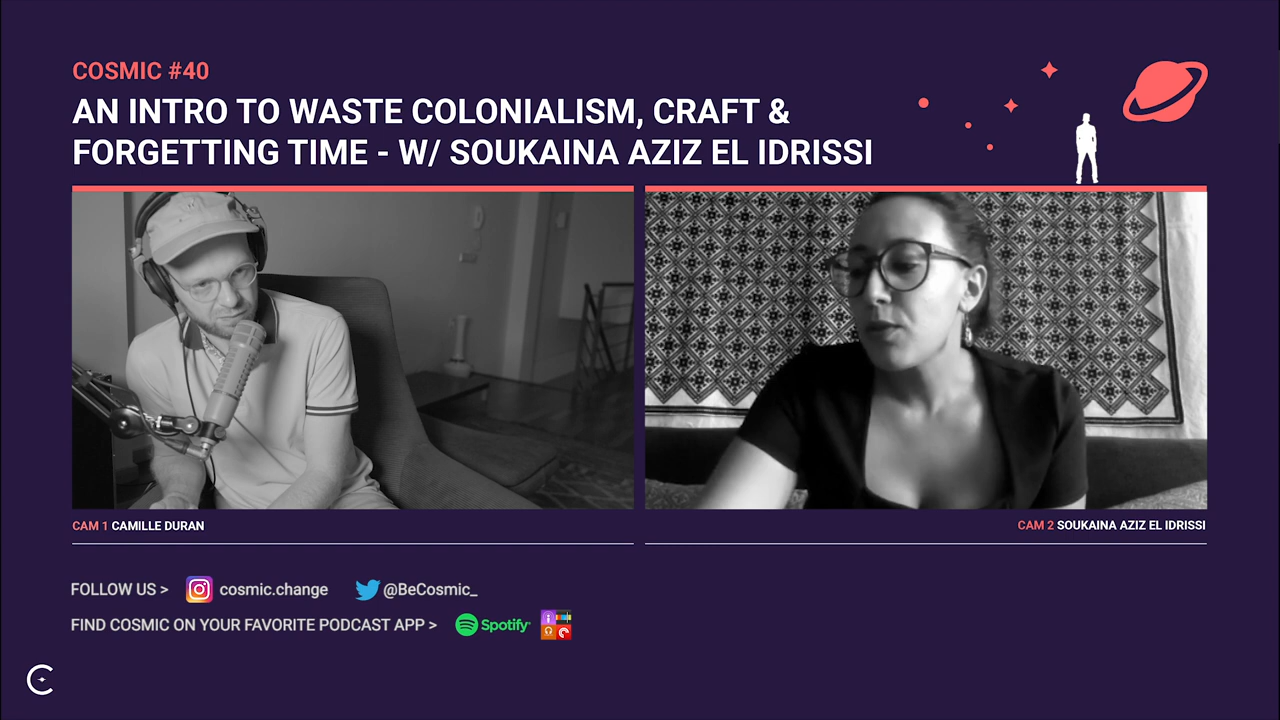 COSMIC #40
AN INTRO TO WASTE COLONIALISM, CRAFT &
FORGETTING TIME - W/ SOUKAINA AZIZ EL IDRISSI
CAM 1 CAMILLE DURAN
CAM 2 SOUKAINA AZIZ EL IDRISSI
FOLLOW US > cosmic.change @BeCosmic_
FIND COSMIC ON YOUR FAVORITE PODCAST APP > Spotify